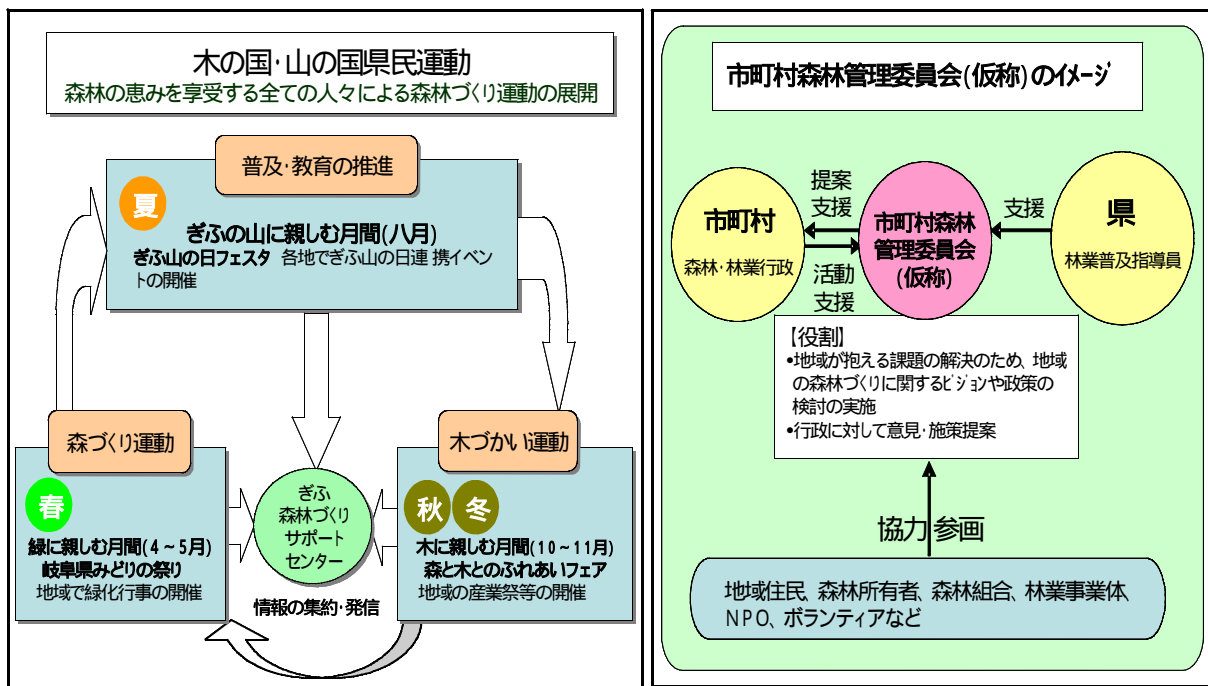 木の国・山の国県民運動
森林の恵みを享受する全ての人々による森林づくり運動の展開
普及・教育の推進
夏
ぎふの山に親しむ月間(八月)
ぎふ山の日フェスタ 各地でぎふ山の日連 携イベン
トの開催
森づくり運動
春
緑に親しむ月間(4～5月)
岐阜県みどりの祭り
地域で緑化行事の開催
ぎふ
森林づくり
サポート
センター
情報の集約・発信
木づかい運動
秋 冬
木に親しむ月間(10～11月)
森と木とのふれあいフェア
地域の産業祭等の開催
市町村森林管理委員会(仮称)のイメージ
市町村
森林・林業行政
提案
支援
活動
支援
市町村森林
管理委員会
(仮称)
支援
県
林業普及指導員
【役割】
•地域が抱える課題の解決のため、地域
の森林づくりに関するビジョンや政策の
検討の実施
•行政に対して意見・施策提案
協力 参画
地域住民、森林所有者、森林組合、林業事業体、
NPO、ボランティアなど